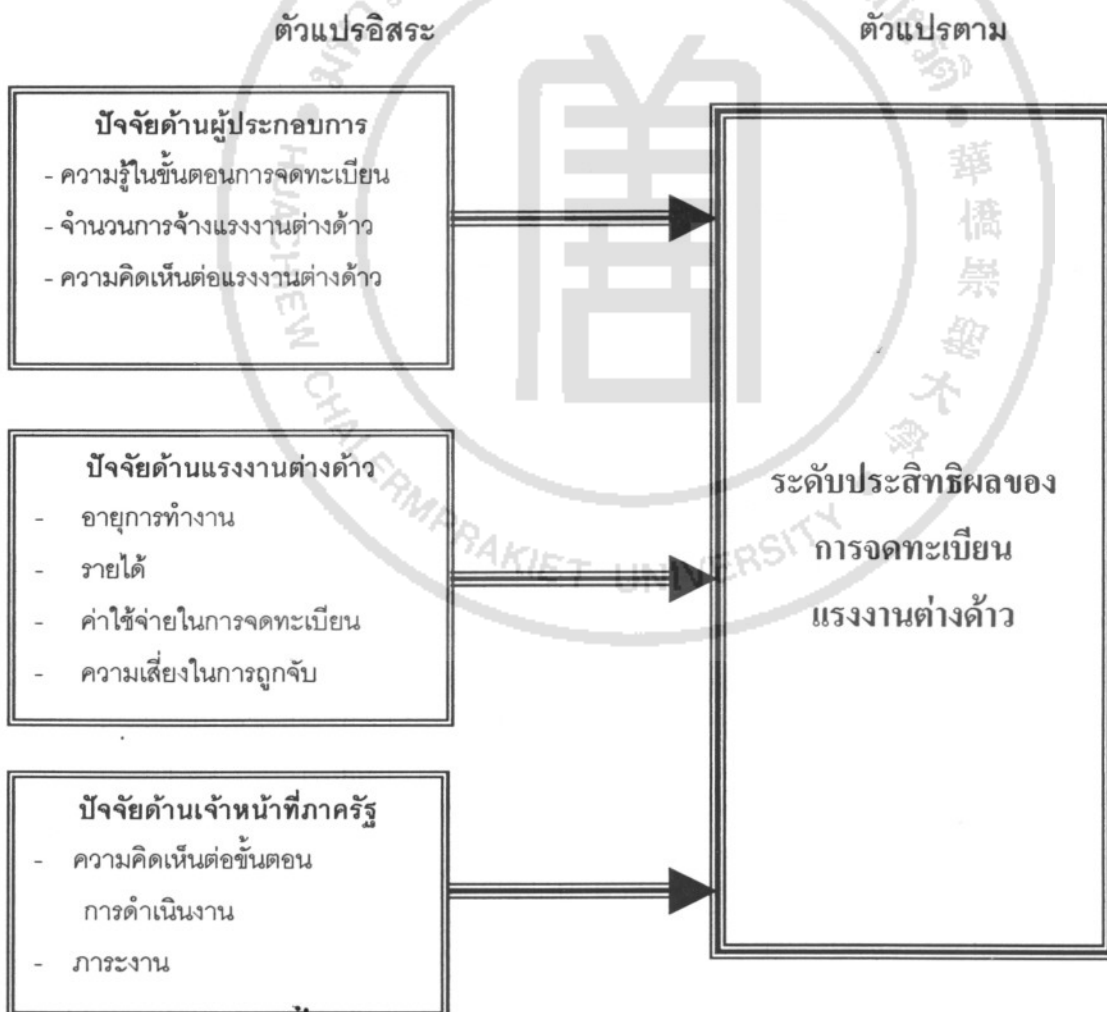 ตัวแปรอิสระ
ตัวแปรตาม
ปัจจัยด้านผู้ประกอบการ
- ความรู้ในขั้นตอนการจดทะเบียน
- จำนวนการจ้างแรงงานต่างด้าว
- ความคิดเห็นต่อแรงงานต่างด้าว
ปัจจัยด้านแรงงานต่างด้าว
- อายุการทำงาน
- รายได้
- ค่าใช้จ่ายในการจดทะเบียน
- ความเสี่ยงในการถูกจับ
ปัจจัยด้านเจ้าหน้าที่ภาครัฐ
- ความคิดเห็นต่อขั้นตอน
การดำเนินงาน
- ภาระงาน
ระดับประสิทธิผลของ
การจดทะเบียน
แรงงานต่างด้าว
HUACHIEW CHALERMPRAKIET UNIVERSITY
華僑崇聖大學